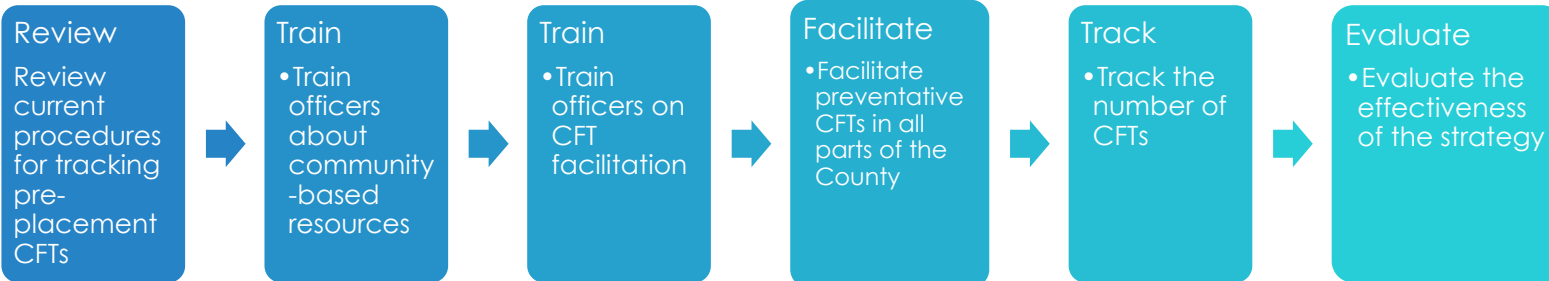 Review
Review
current
procedures
for tracking
pre-
placement
CFTs
Train
•Train
officers
about
community
-based
resources
Train
•Train
officers on
CFT
facilitation
Facilitate
•Facilitate
preventative
CFTs in all
parts of the
County
Track
•Track the
number of
CFTs
Evaluate
•Evaluate the
effectiveness
of the strategy